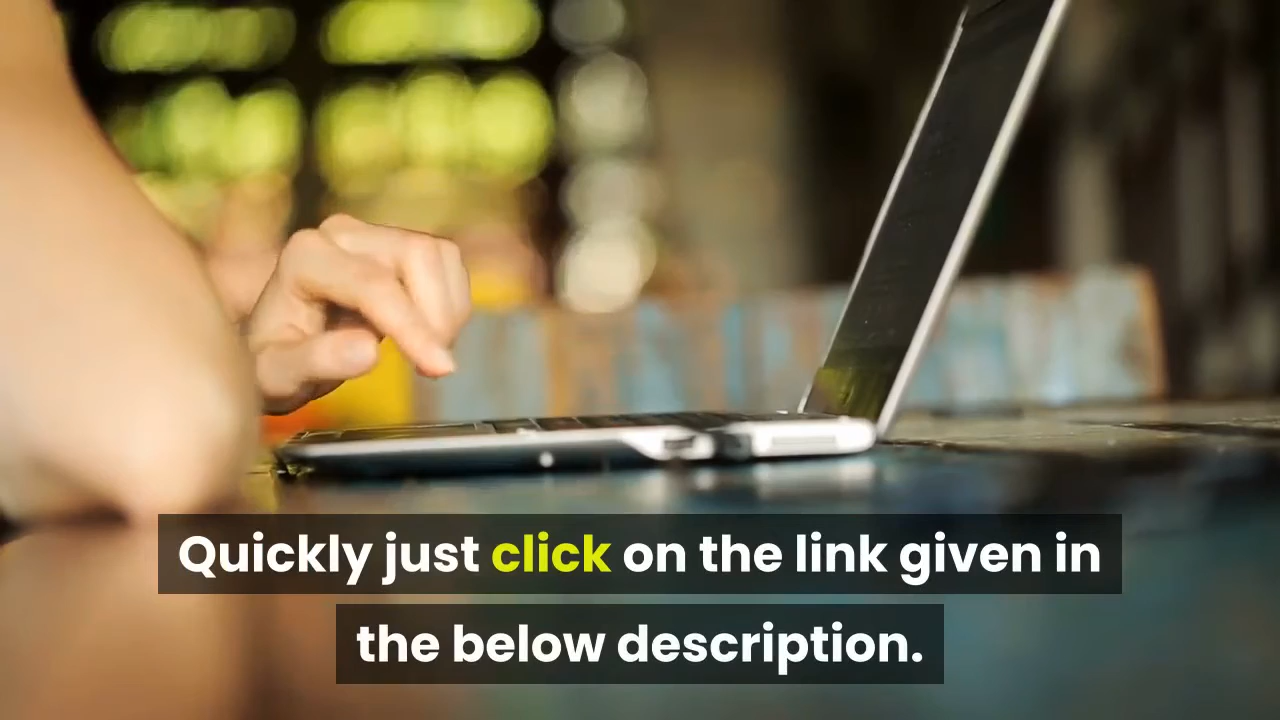 Quickly just click on the link given in
the below description.